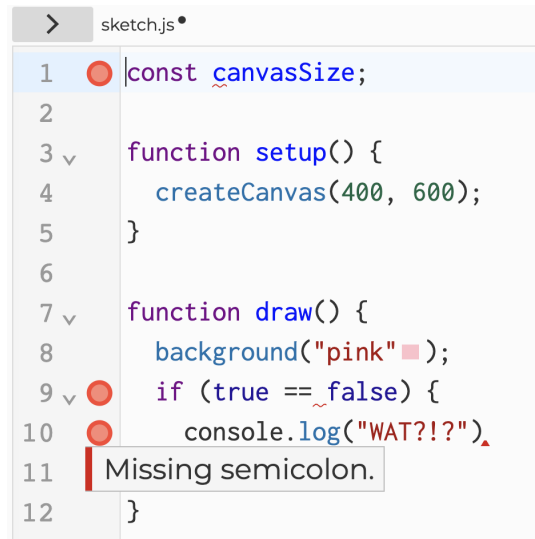 sketch.js
1 const canvasSize;
2
3 function setup() {
4 createCanvas(400, 600);
5 }
6
7 function draw() {
8 background("pink");
9 if (true == false) {
10 console.log("WAT?!?")
11 Missing semicolon.
12 }